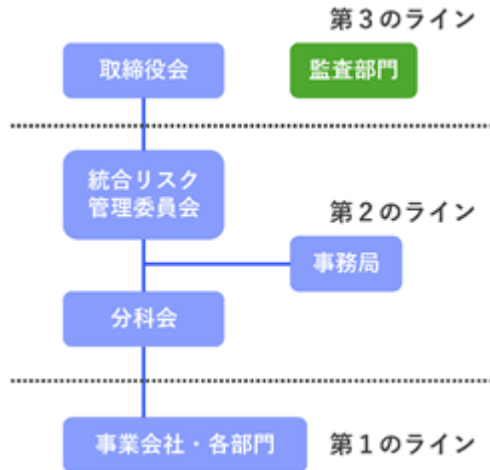 第3のライン
取締役会
監査部門
統合リスク
管理委員会
第2のライン
事務局
分科会
事業会社・各部門
第1のライン